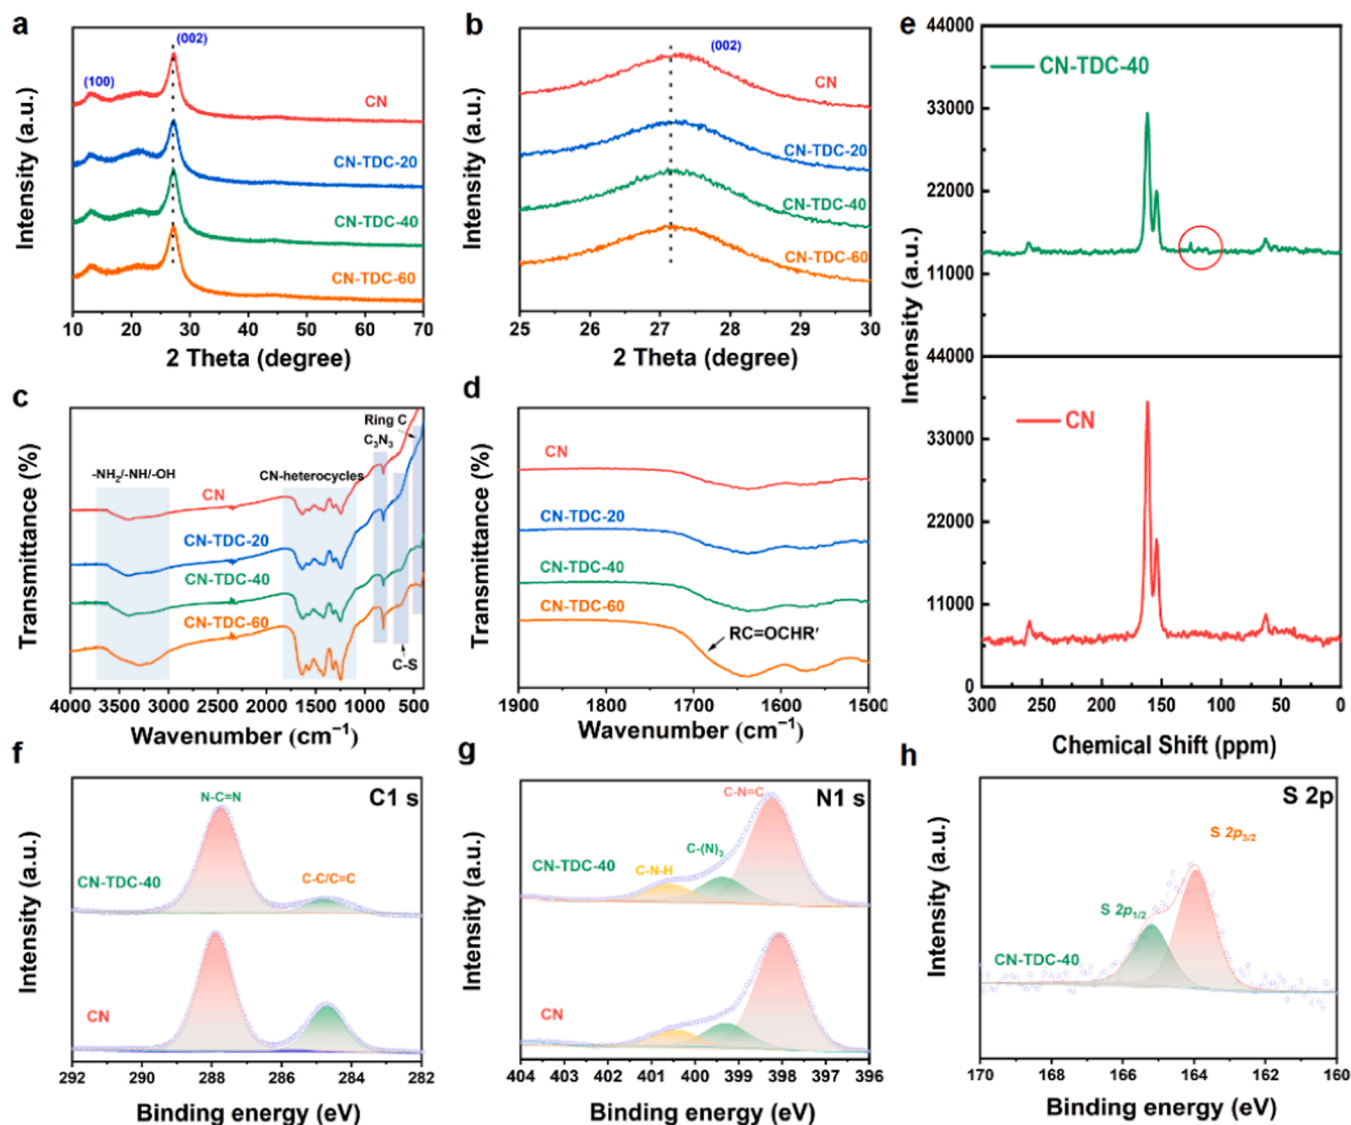 a
(002)
(100)
CN
CN-TDC-20
CN-TDC-40
CN-TDC-60
Intensity (a.u.)
10 20 30 40 50 60 70
2 Theta (degree)
b
(002)
CN
CN-TDC-20
CN-TDC-40
CN-TDC-60
Intensity (a.u.)
25 26 27 28 29 30
2 Theta (degree)
c
Ring C
C₃N₃
-NH₂/-NH/-OH
CN-heterocycles
CN
CN-TDC-20
CN-TDC-40
CN-TDC-60
C-S
Transmittance (%)
4000 3500 3000 2500 2000 1500 1000 500
Wavenumber (cm⁻¹)
d
CN
CN-TDC-20
CN-TDC-40
CN-TDC-60
RC=OCHR′
Transmittance (%)
1900 1800 1700 1600 1500
Wavenumber (cm⁻¹)
e
44000
CN-TDC-40
33000
22000
11000
44000
CN
33000
22000
11000
0
Intensity (a.u.)
300 250 200 150 100 50 0
Chemical Shift (ppm)
f
N-C=N
C1 s
CN-TDC-40
C-C/C=C
CN
Intensity (a.u.)
292 290 288 286 284 282
Binding energy (eV)
g
C-N=C
N1 s
CN-TDC-40
C-(N)₃
C-N-H
CN
Intensity (a.u.)
404 403 402 401 400 399 398 397 396
Binding energy (eV)
h
S 2p
S 2p₃/₂
S 2p₁/₂
CN-TDC-40
Intensity (a.u.)
170 168 166 164 162 160
Binding energy (eV)